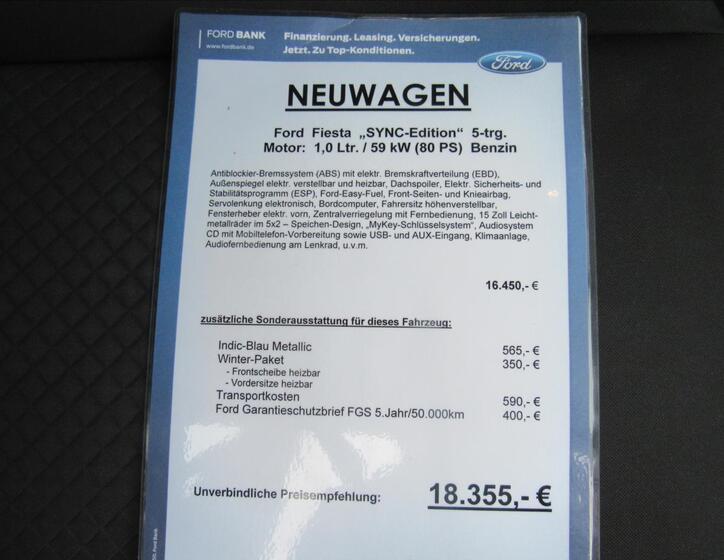 FORD BANK
www.fordbank.de
Finanzierung. Leasing. Versicherungen.
Jetzt. Zu Top-Konditionen.
Ford
NEUWAGEN
Ford Fiesta „SYNC-Edition“ 5-trg.
Motor: 1,0 Ltr. / 59 kW (80 PS) Benzin
Antiblockier-Bremssystem (ABS) mit elektr. Bremskraftverteilung (EBD),
Außenspiegel elektr. verstellbar und heizbar, Dachspoiler, Elektr. Sicherheits- und
Stabilitätsprogramm (ESP), Ford-Easy-Fuel, Front-Seiten- und Knieairbag,
Servolenkung elektronisch, Bordcomputer, Fahrersitz höhenverstellbar,
Fensterheber elektr. vorn, Zentralverriegelung mit Fernbedienung, 15 Zoll Leicht-
metallräder im 5x2 – Speichen-Design, „MyKey-Schlüsselsystem“, Audiosystem
CD mit Mobiltelefon-Vorbereitung sowie USB- und AUX-Eingang, Klimaanlage,
Audiofernbedienung am Lenkrad, u.v.m.
16.450,- €
zusätzliche Sonderausstattung für dieses Fahrzeug:
Indic-Blau Metallic 565,- €
Winter-Paket 350,- €
- Frontscheibe heizbar
- Vordersitze heizbar
Transportkosten 590,- €
Ford Garantieschutzbrief FGS 5.Jahr/50.000km 400,- €
Unverbindliche Preisempfehlung: 18.355,- €
Ford Bank